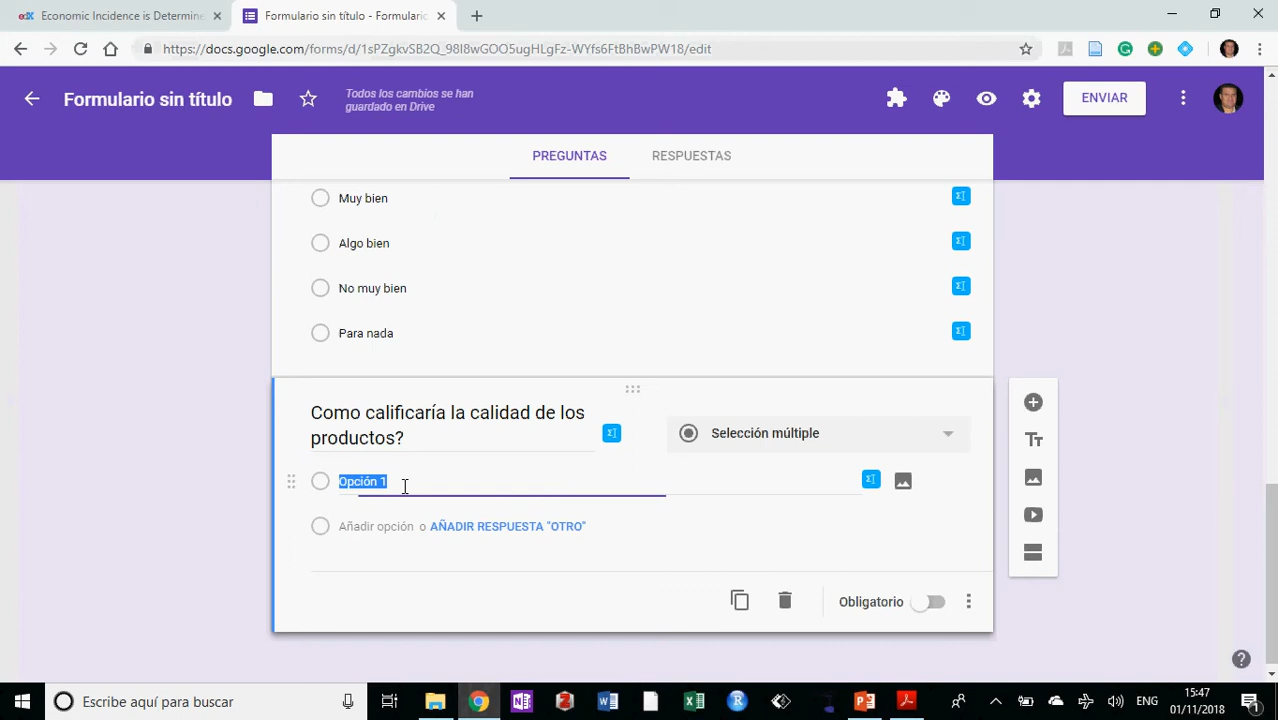 Economic Incidence is Determine
Formulario sin título - Formulario
https://docs.google.com/forms/d/1sPZgkvSB2Q_98I8wGOO5ugHLgFz-WYfs6FtBhBwPW18/edit
Formulario sin título
Todos los cambios se han
guardado en Drive
ENVIAR
PREGUNTAS
RESPUESTAS
Muy bien
Algo bien
No muy bien
Para nada
Como calificaría la calidad de los
productos?
Selección múltiple
Opción 1
Añadir opción o AÑADIR RESPUESTA "OTRO"
Obligatorio
Escribe aquí para buscar
ENG
15:47
01/11/2018